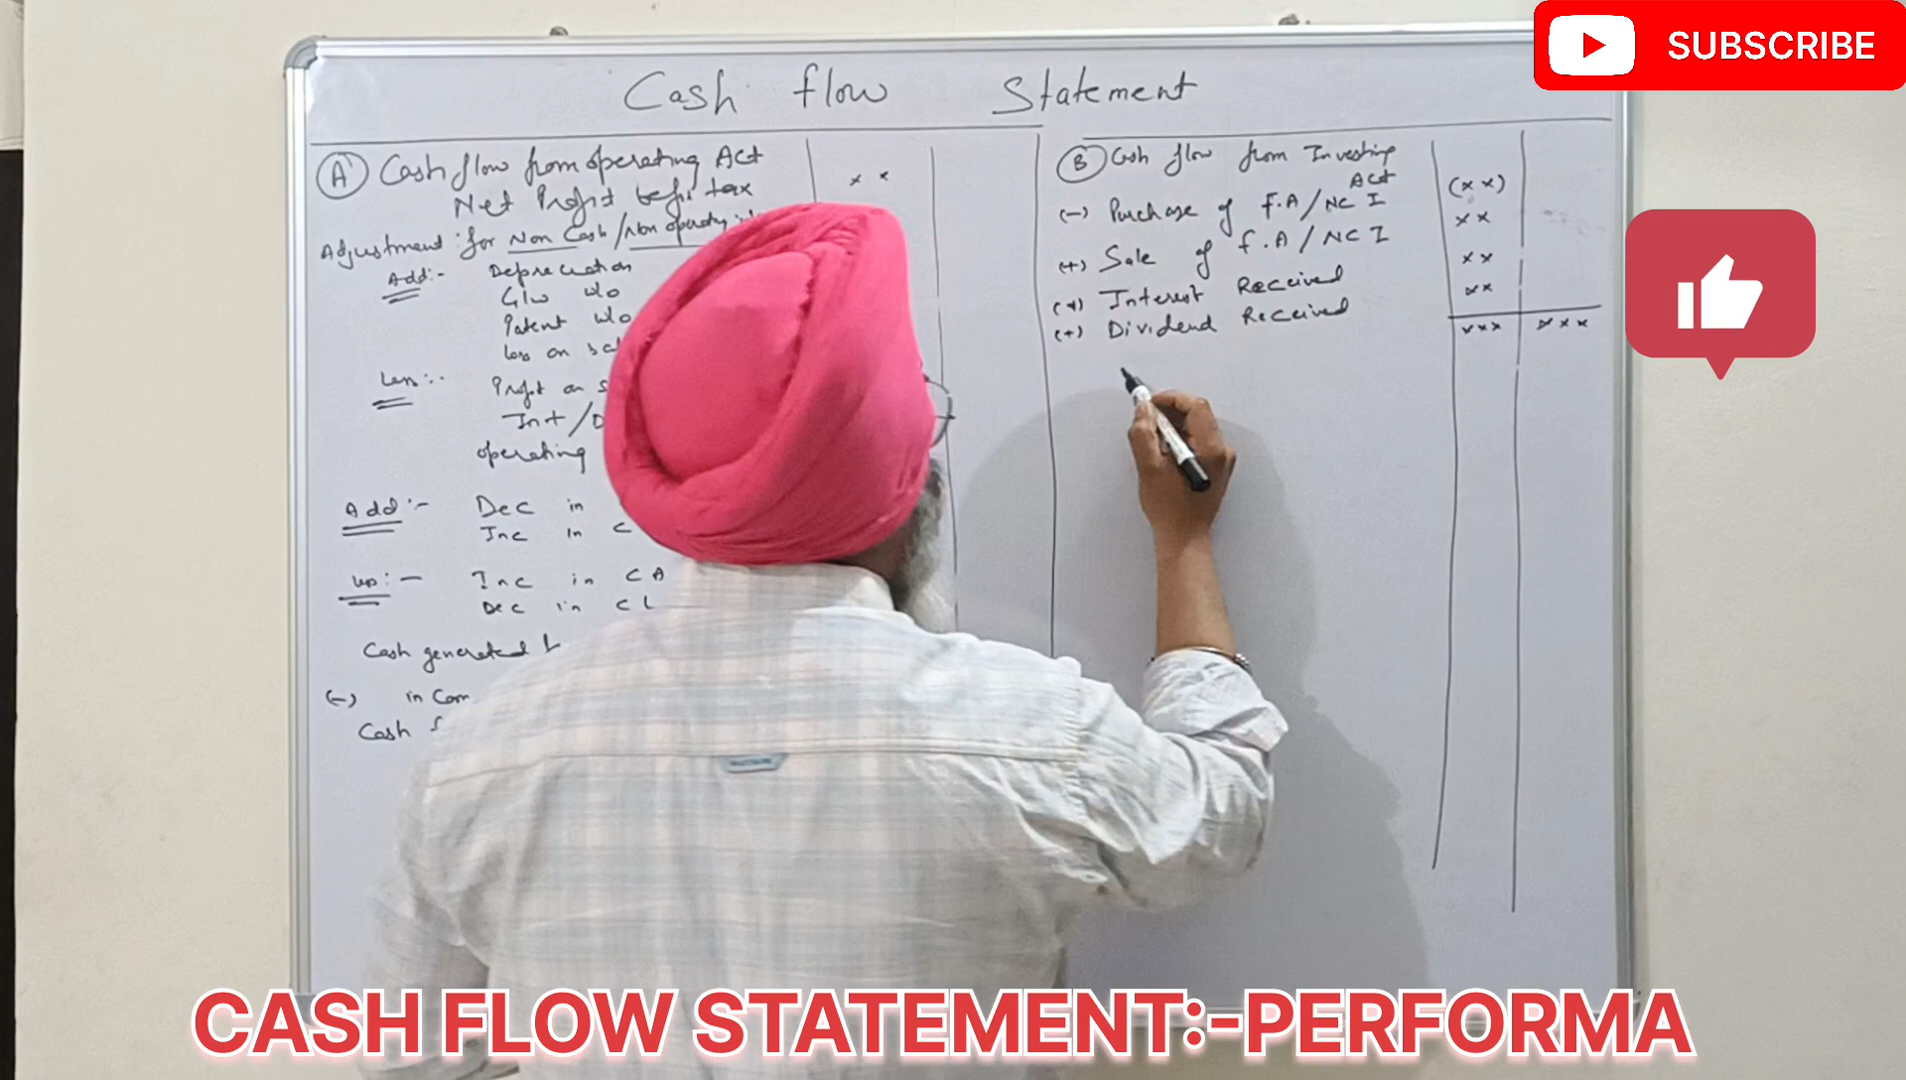 SUBSCRIBE
Cash flow Statement
A Cash flow from operating Act
Net Profit before tax x x
Adjustment for Non Cash / Non operating
Add:- Depreciation
G/w w/o
Patent w/o
Loss on
Less:- Profit on s
Int/D
operating
Add:- Dec in
Inc in C
Less:- Inc in CA
Dec in CL
Cash generated
(-) in Com
Cash f
B Cash flow from Investing
Act
(-) Purchase of F.A/NCI (xx)
(+) Sale of F.A/NCI xx
(+) Interest Received xx
(+) Dividend Received xx
xxx xxx
CASH FLOW STATEMENT:-PERFORMA